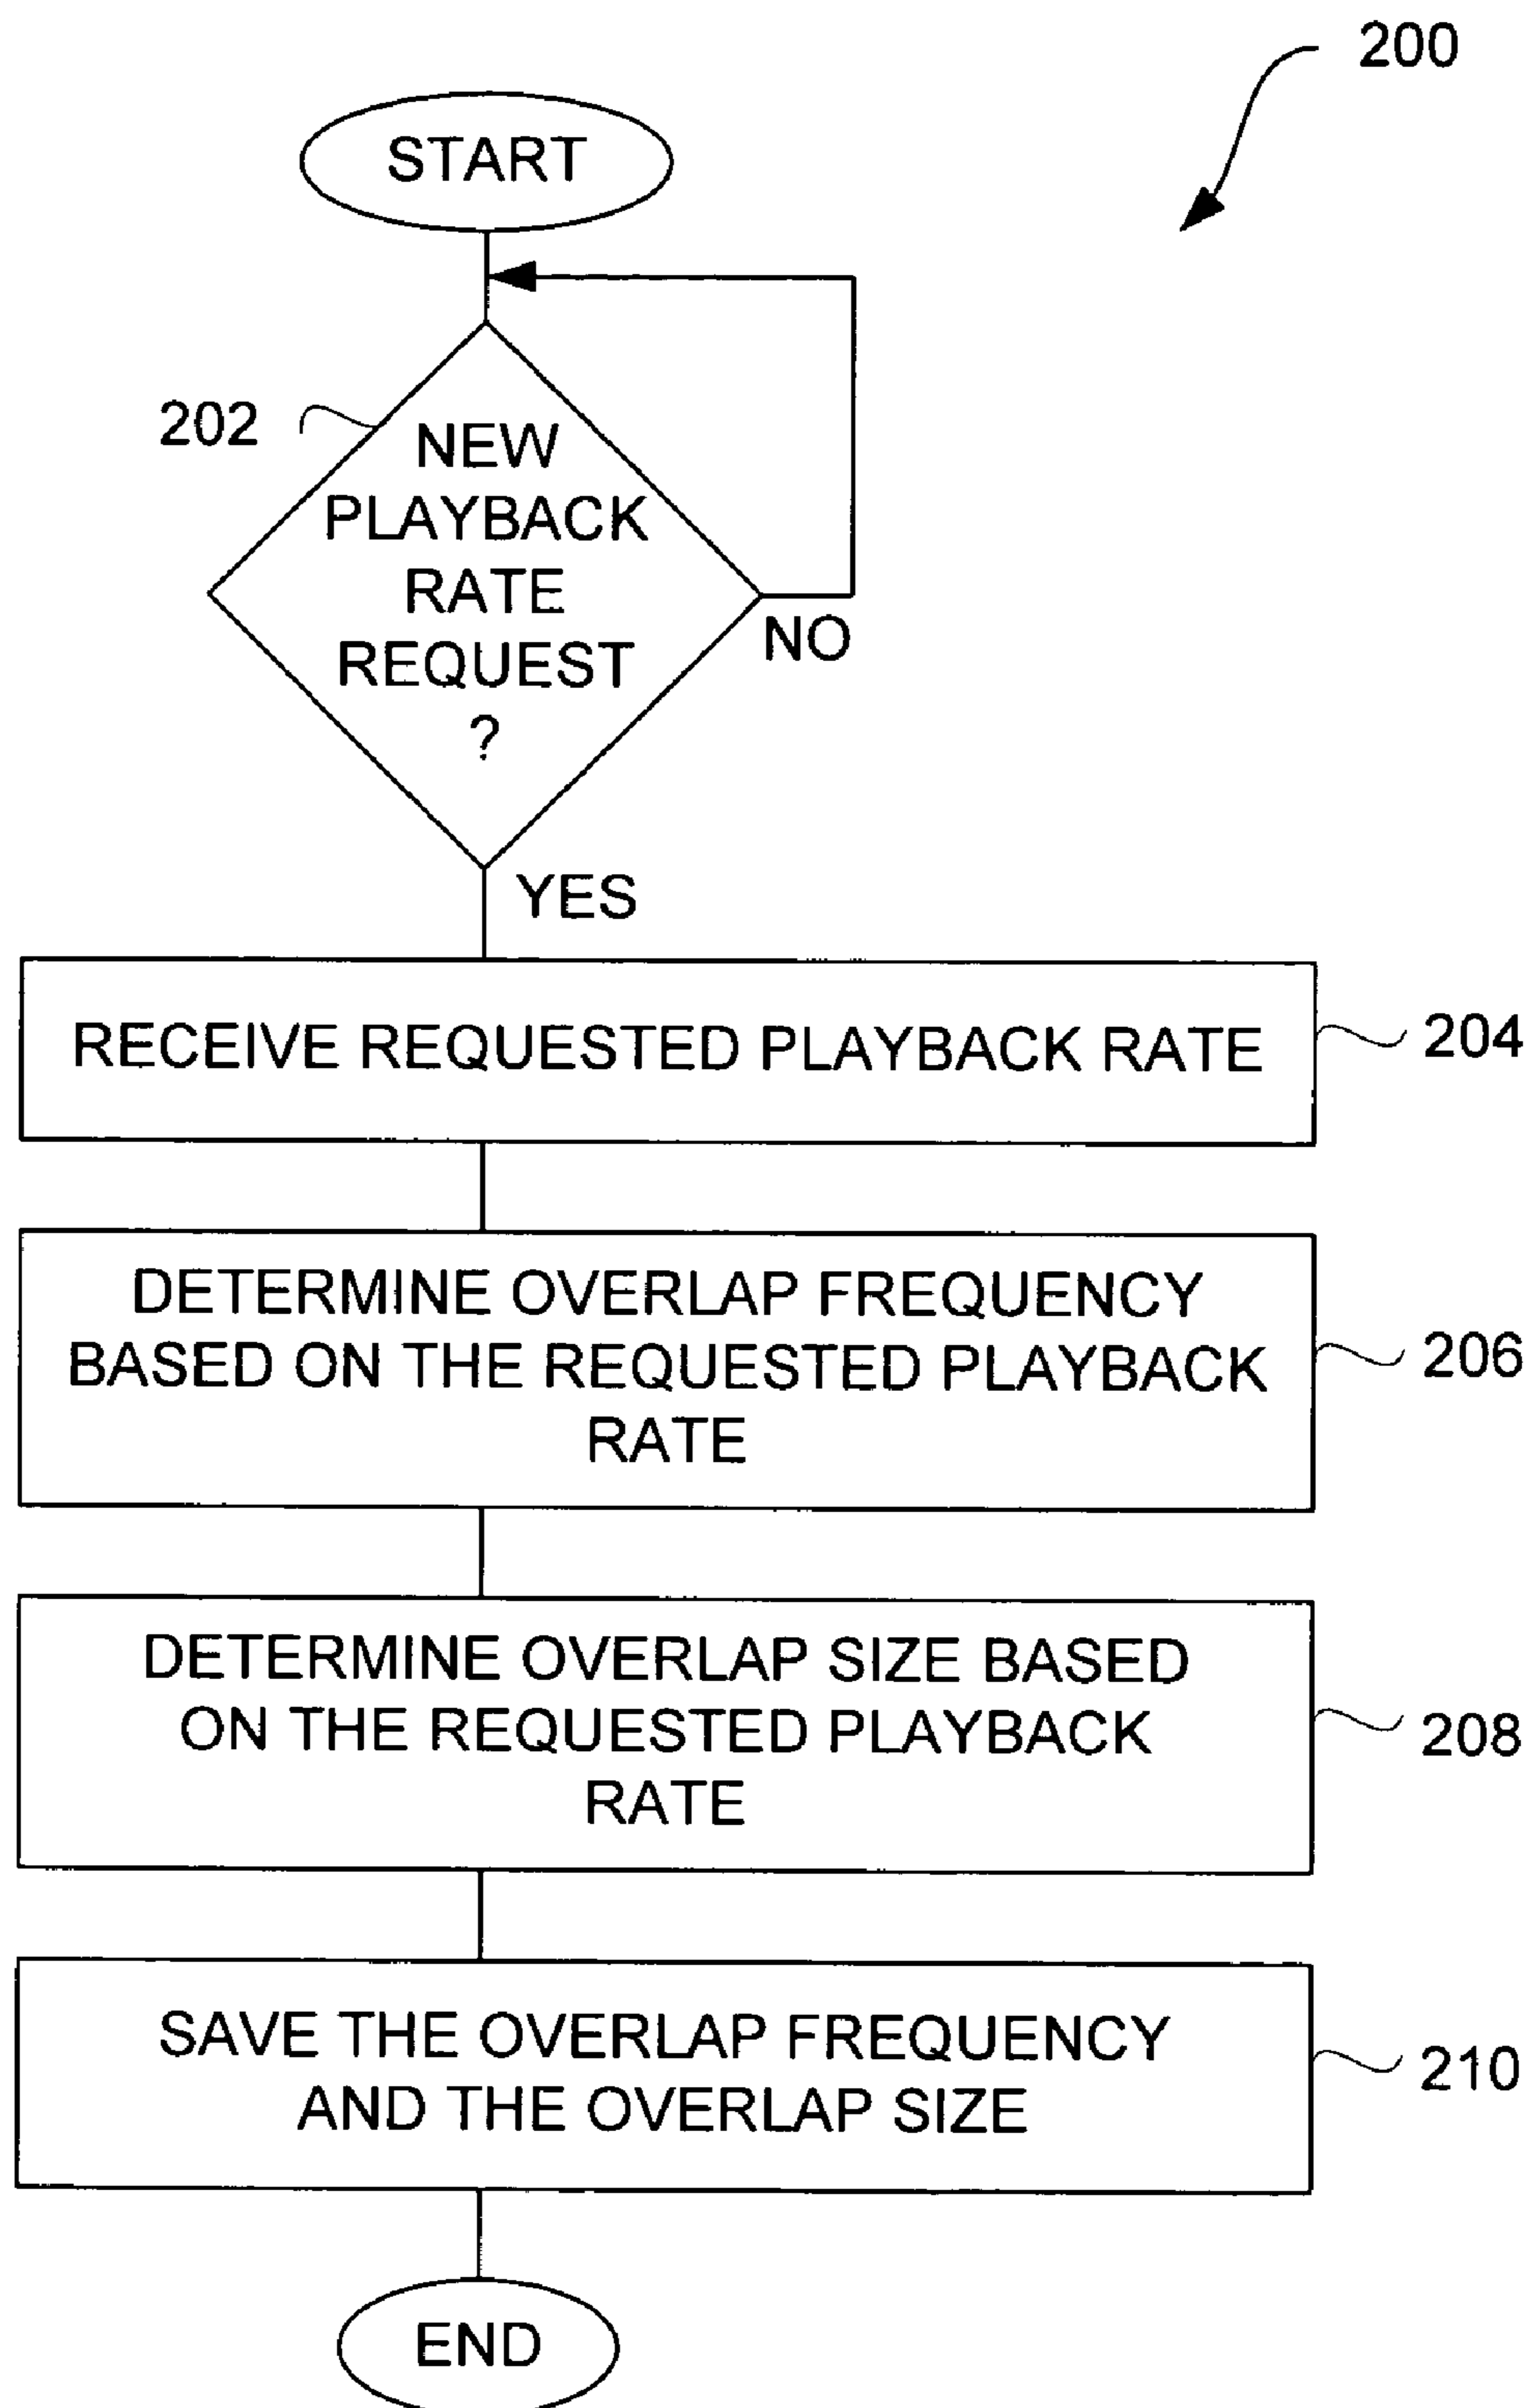 200
START
202
NEW
PLAYBACK
RATE
REQUEST
?
NO
YES
RECEIVE REQUESTED PLAYBACK RATE
204
DETERMINE OVERLAP FREQUENCY
BASED ON THE REQUESTED PLAYBACK
RATE
206
DETERMINE OVERLAP SIZE BASED
ON THE REQUESTED PLAYBACK
RATE
208
SAVE THE OVERLAP FREQUENCY
AND THE OVERLAP SIZE
210
END